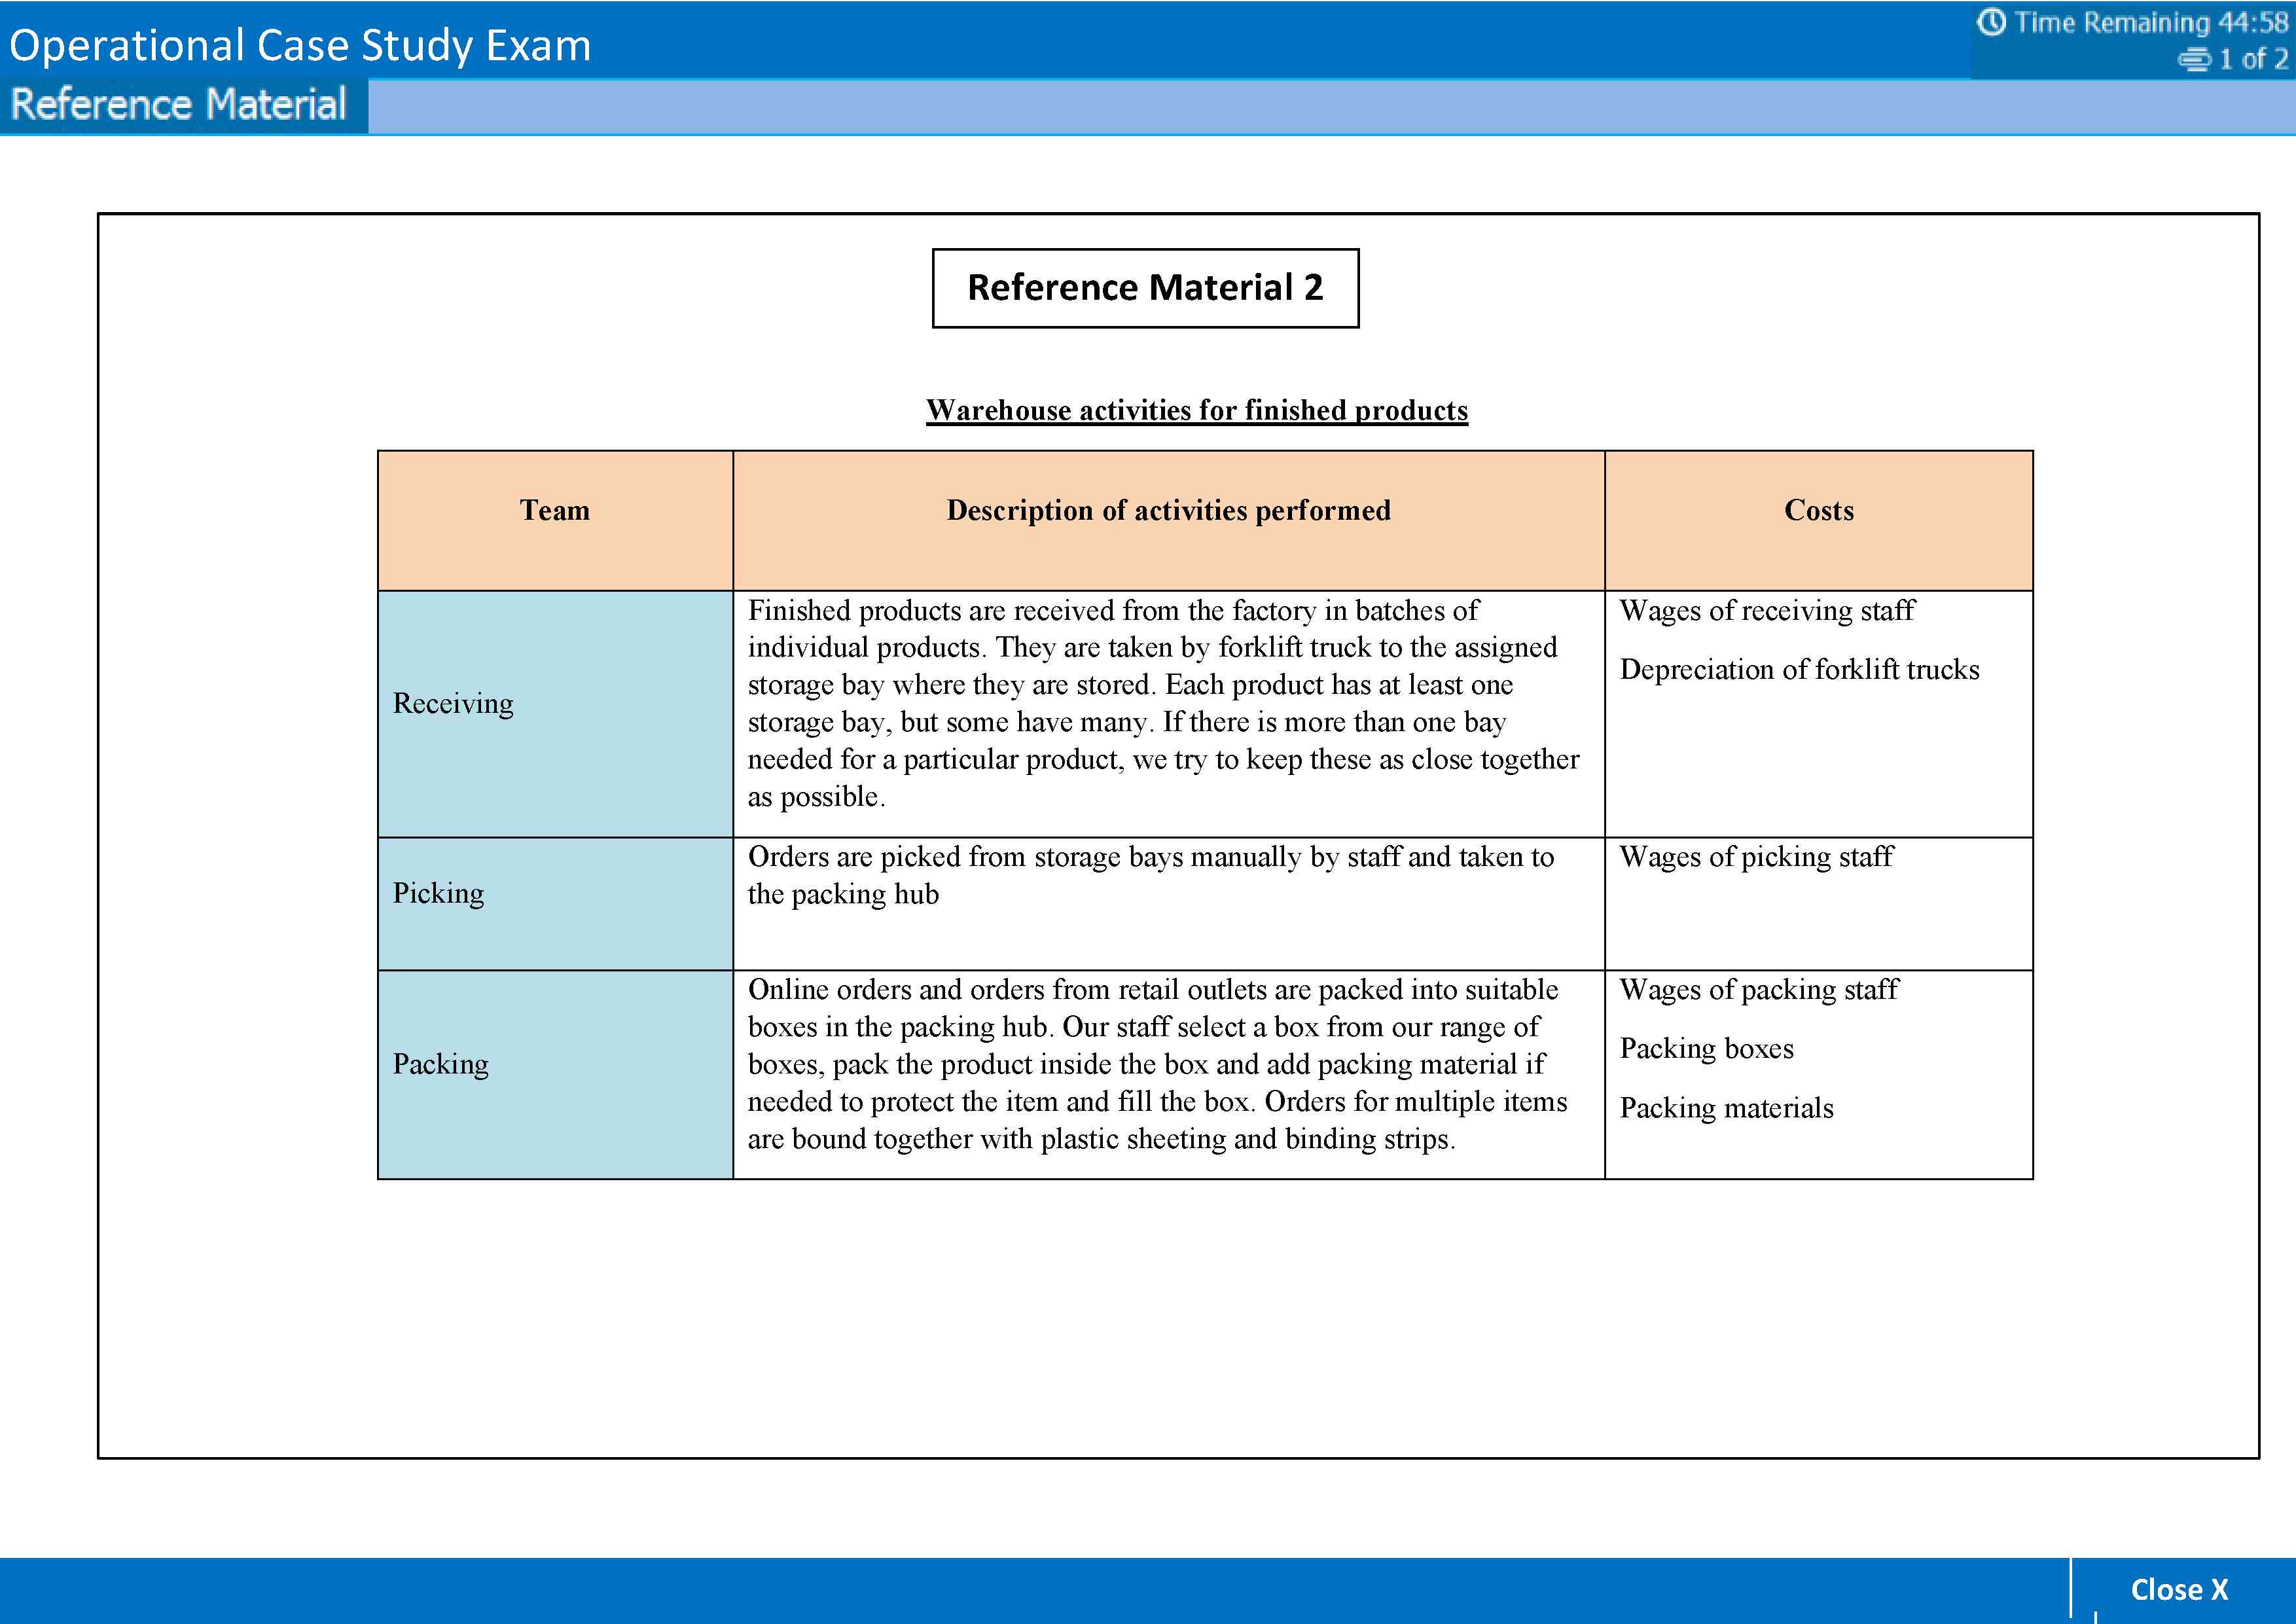 Operational Case Study Exam
Time Remaining 44:58
1 of 2
Reference Material
Reference Material 2
Warehouse activities for finished products
Team
Description of activities performed
Costs
Receiving
Finished products are received from the factory in batches of
individual products. They are taken by forklift truck to the assigned
storage bay where they are stored. Each product has at least one
storage bay, but some have many. If there is more than one bay
needed for a particular product, we try to keep these as close together
as possible.
Wages of receiving staff
Depreciation of forklift trucks
Picking
Orders are picked from storage bays manually by staff and taken to
the packing hub
Wages of picking staff
Packing
Online orders and orders from retail outlets are packed into suitable
boxes in the packing hub. Our staff select a box from our range of
boxes, pack the product inside the box and add packing material if
needed to protect the item and fill the box. Orders for multiple items
are bound together with plastic sheeting and binding strips.
Wages of packing staff
Packing boxes
Packing materials
Close X